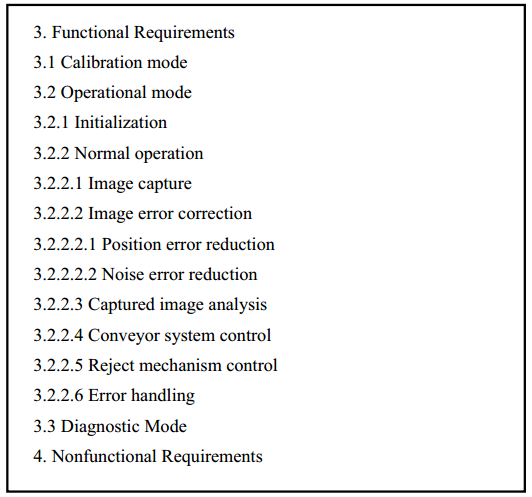 3. Functional Requirements
3.1 Calibration mode
3.2 Operational mode
3.2.1 Initialization
3.2.2 Normal operation
3.2.2.1 Image capture
3.2.2.2 Image error correction
3.2.2.2.1 Position error reduction
3.2.2.2.2 Noise error reduction
3.2.2.3 Captured image analysis
3.2.2.4 Conveyor system control
3.2.2.5 Reject mechanism control
3.2.2.6 Error handling
3.3 Diagnostic Mode
4. Nonfunctional Requirements